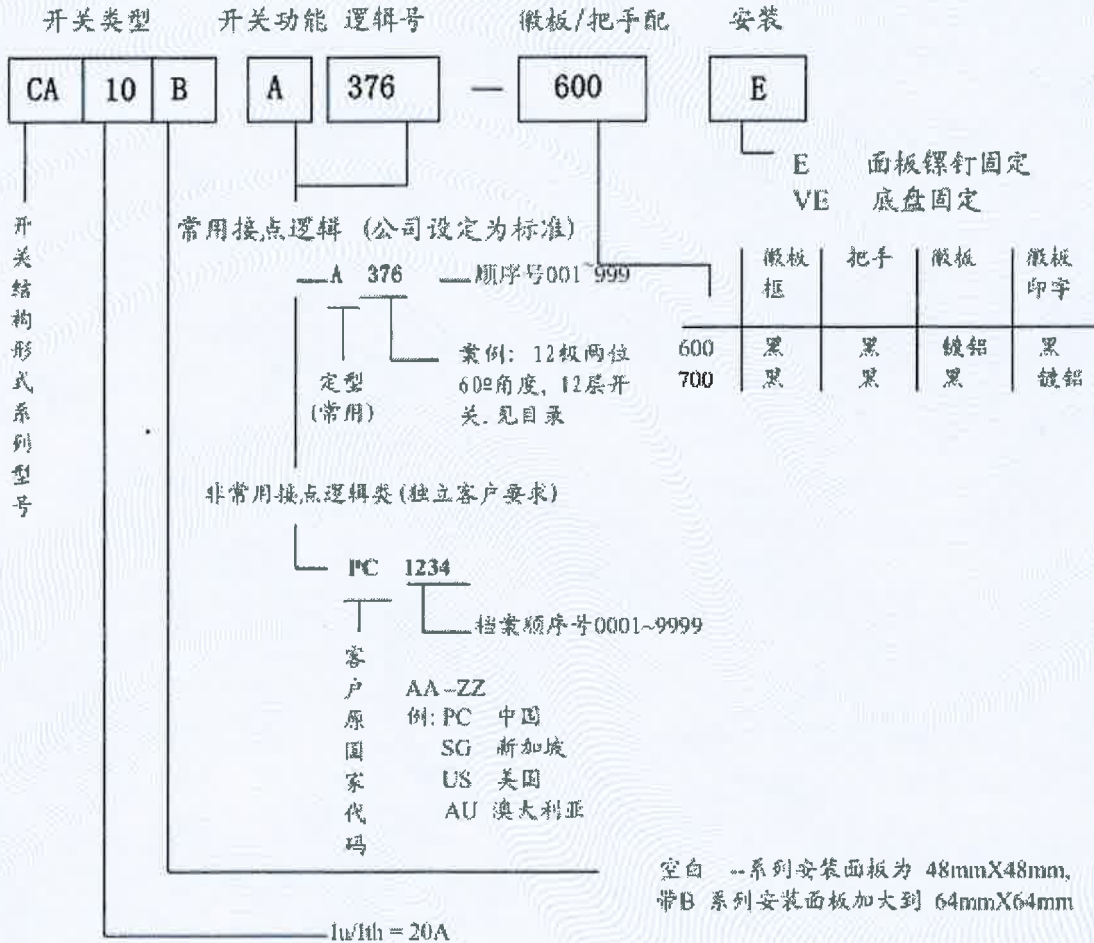 开关类型 开关功能 逻辑号 徽板/把手配 安装
CA 10 B A 376 — 600 E
E 面板镙钉固定
VE 底盘固定
开关结构形式系列型号
常用接点逻辑 (公司设定为标准)
A 376 顺序号001~999
定型
(常用)
案例: 12极两位
60º角度, 12层开
关. 见目录
徽板框 把手 徽板 徽板印字
600 黑 黑 镀铝 黑
700 黑 黑 黑 镀铝
非常用接点逻辑类(独立客户要求)
PC 1234
档案顺序号0001~9999
客户原国家代码
AA-ZZ
例: PC 中国
SG 新加坡
US 美国
AU 澳大利亚
空白 --系列安装面板为 48mmX48mm,
带B 系列安装面板加大到 64mmX64mm
Iu/Ith = 20A